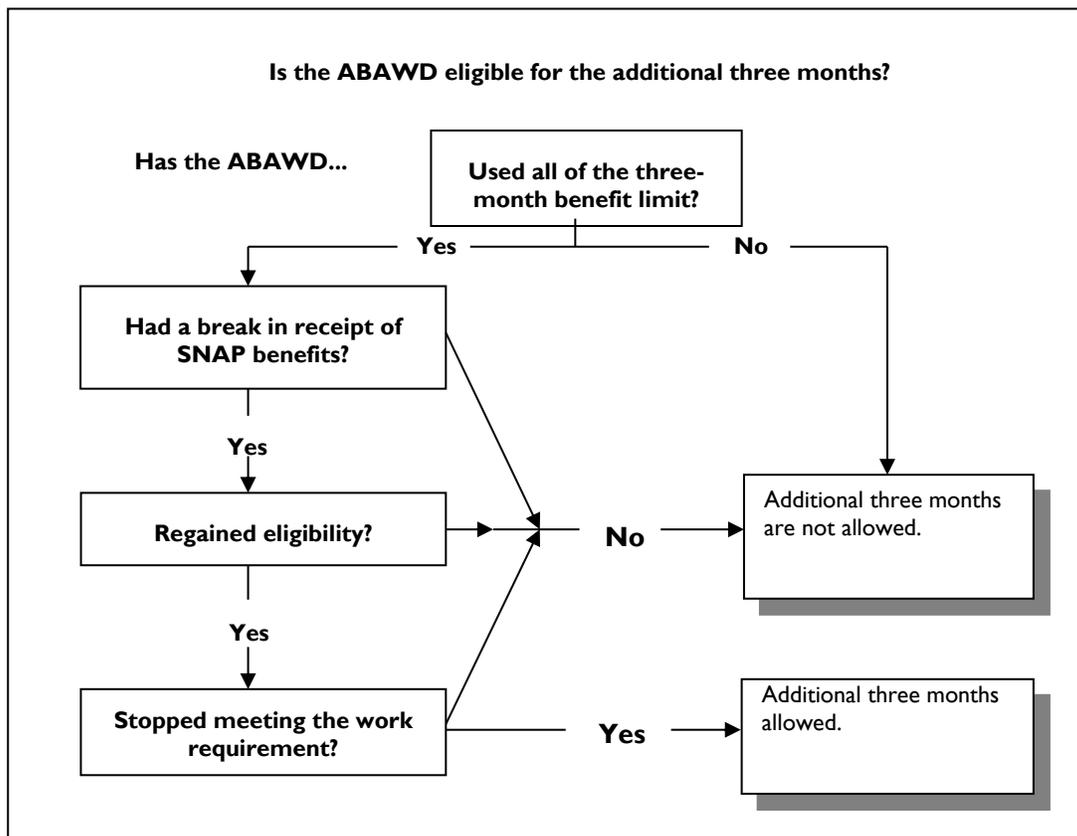 Is the ABAWD eligible for the additional three months?
Has the ABAWD...
Used all of the three-
month benefit limit?
Yes
No
Had a break in receipt of
SNAP benefits?
Yes
Regained eligibility?
No
Additional three months
are not allowed.
Yes
Stopped meeting the work
requirement?
Yes
Additional three months
allowed.